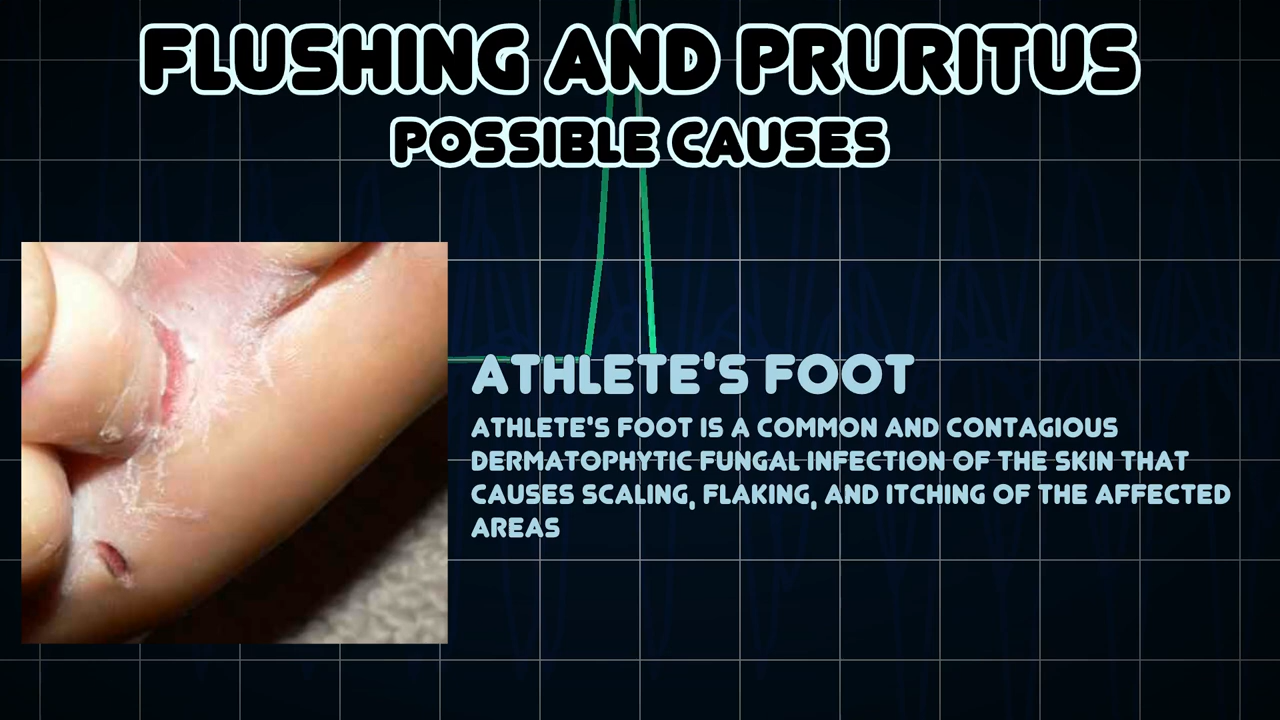 FLUSHING AND PRURITUS
POSSIBLE CAUSES
ATHLETE'S FOOT
ATHLETE'S FOOT IS A COMMON AND CONTAGIOUS
DERMATOPHYTIC FUNGAL INFECTION OF THE SKIN THAT
CAUSES SCALING, FLAKING, AND ITCHING OF THE AFFECTED
AREAS